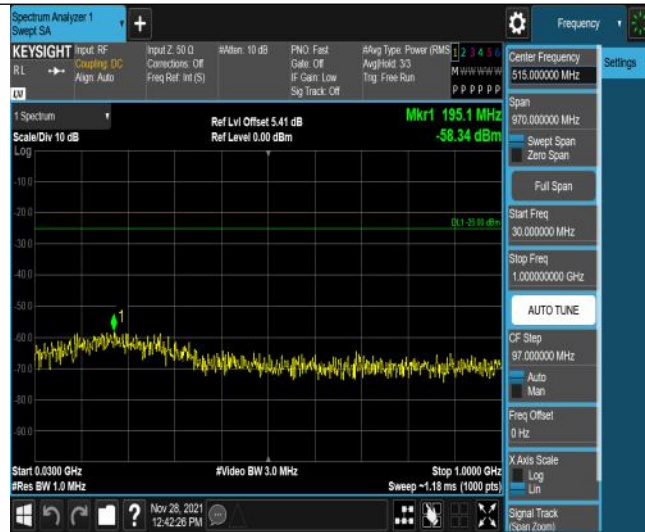 Spectrum Analyzer 1
Swept SA
+
Frequency
KEYSIGHT
RL
LXI
Input: RF
Coupling: DC
Align: Auto
Input Z: 50 Ω
Corrections: Off
Freq Ref: Int (S)
#Atten: 10 dB
PNO: Fast
Gate: Off
IF Gain: Low
Sig Track: Off
#Avg Type: Power (RMS
Avg|Hold: 3/3
Trig: Free Run
1 2 3 4 5 6
M W W W W W
P P P P P P
1 Spectrum
Scale/Div 10 dB
Log
Ref Lvl Offset 5.41 dB
Ref Level 0.00 dBm
Mkr1 195.1 MHz
-58.34 dBm
-10.0
-20.0
DL1 -25.00 dBm
-30.0
-40.0
-50.0
1
-60.0
-70.0
-80.0
-90.0
Start 0.0300 GHz
#Res BW 1.0 MHz
#Video BW 3.0 MHz
Stop 1.0000 GHz
Sweep ~1.18 ms (1000 pts)
?
Nov 28, 2021
12:42:26 PM
Center Frequency
515.000000 MHz
Settings
Span
970.000000 MHz
Swept Span
Zero Span
Full Span
Start Freq
30.000000 MHz
Stop Freq
1.000000000 GHz
AUTO TUNE
CF Step
97.000000 MHz
Auto
Man
Freq Offset
0 Hz
X Axis Scale
Log
Lin
Signal Track
(Span Zoom)